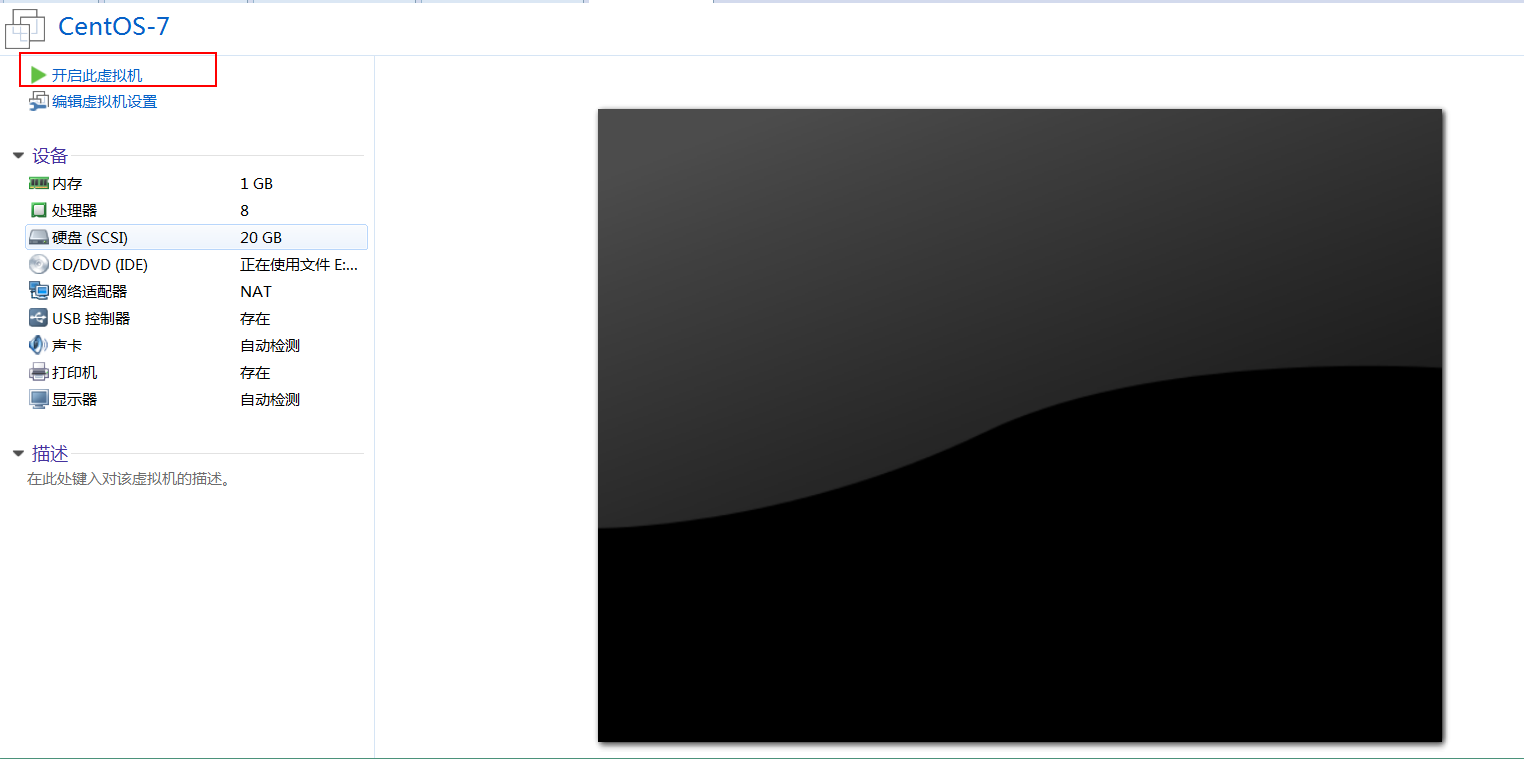 CentOS-7
开启此虚拟机
编辑虚拟机设置
设备
内存 1 GB
处理器 8
硬盘 (SCSI) 20 GB
CD/DVD (IDE) 正在使用文件 E:...
网络适配器 NAT
USB 控制器 存在
声卡 自动检测
打印机 存在
显示器 自动检测
描述
在此处键入对该虚拟机的描述。